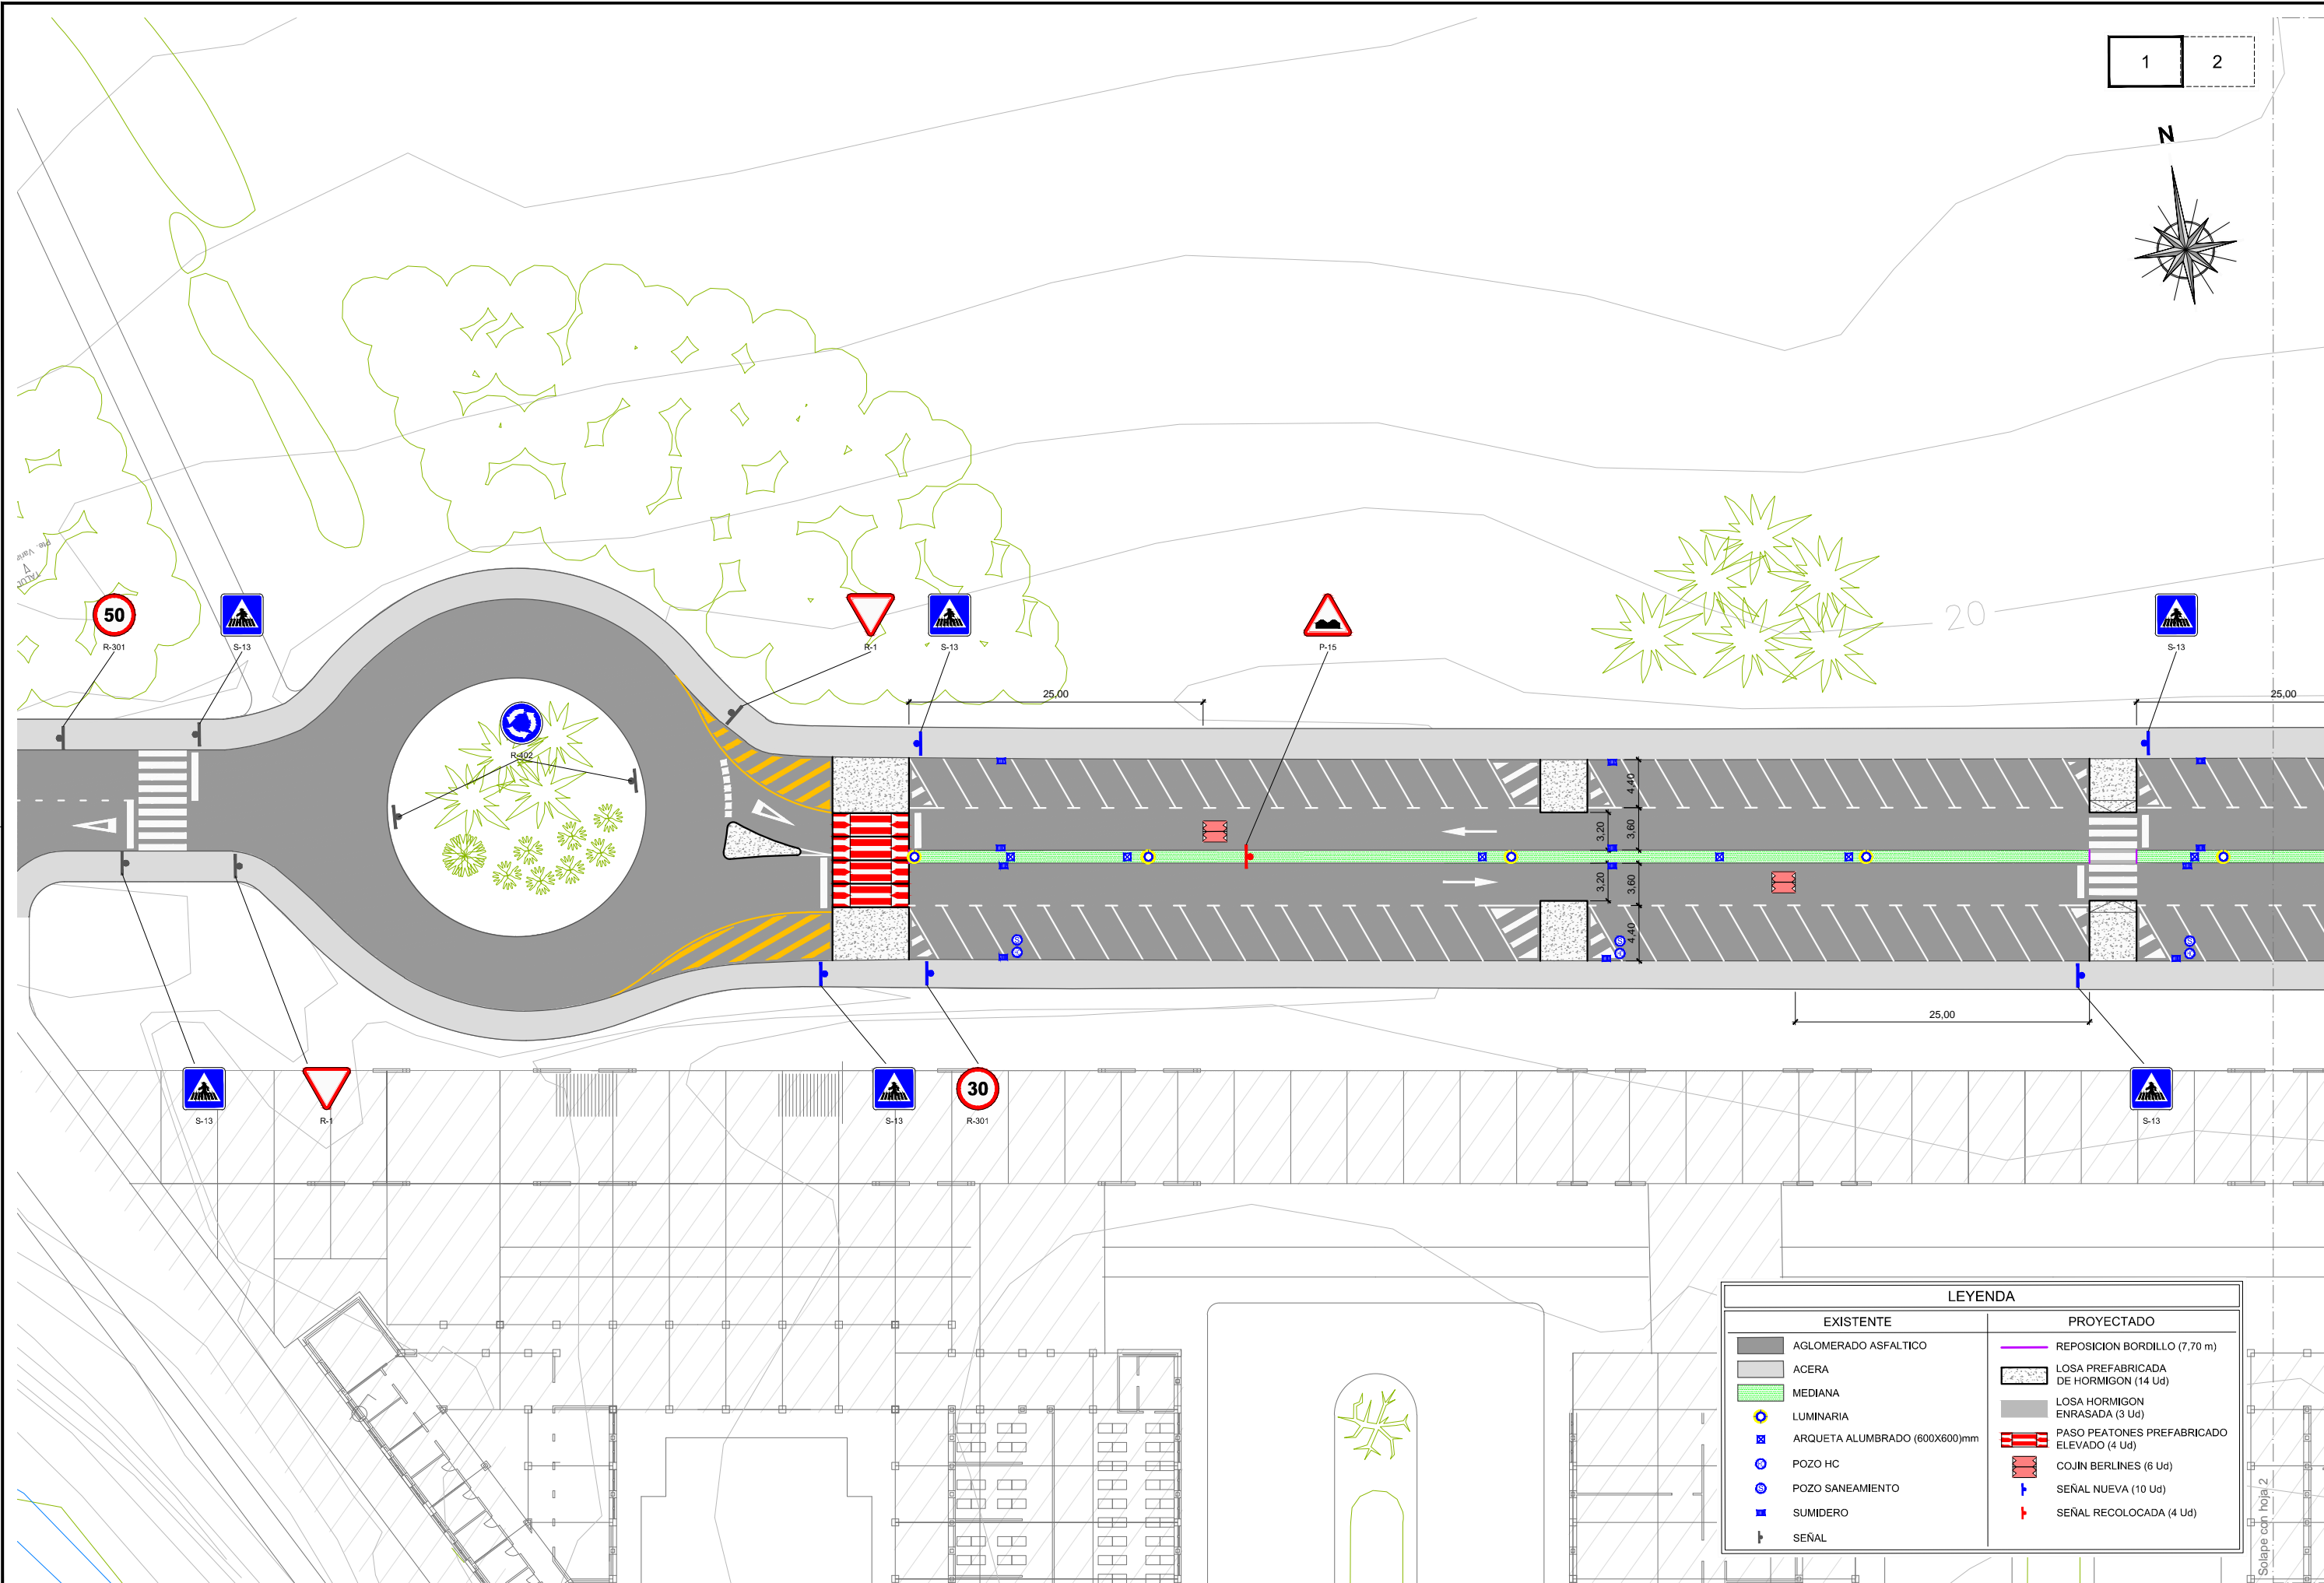 1
2
N
Pte. Varia
TALUD
50
R-301
S-13
R-1
S-13
P-15
20
S-13
25,00
25,00
R-402
4,40
3,20
3,60
3,20
3,60
4,40
25,00
S-13
R-1
S-13
30
R-301
S-13
LEYENDA
EXISTENTE
AGLOMERADO ASFALTICO
ACERA
MEDIANA
LUMINARIA
ARQUETA ALUMBRADO (600X600)mm
POZO HC
POZO SANEAMIENTO
SUMIDERO
SEÑAL
PROYECTADO
REPOSICION BORDILLO (7,70 m)
LOSA PREFABRICADA
DE HORMIGON (14 Ud)
LOSA HORMIGON
ENRASADA (3 Ud)
PASO PEATONES PREFABRICADO
ELEVADO (4 Ud)
COJIN BERLINES (6 Ud)
SEÑAL NUEVA (10 Ud)
SEÑAL RECOLOCADA (4 Ud)
Solape con hoja 2